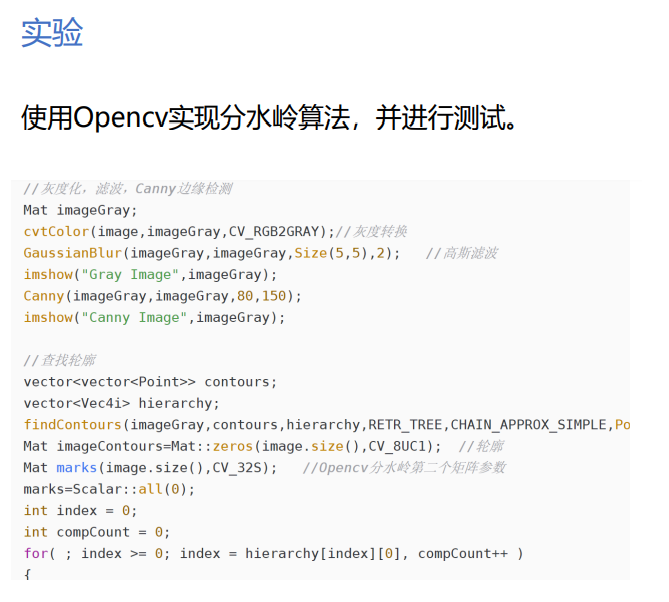 实验
使用Opencv实现分水岭算法，并进行测试。
//灰度化，滤波，Canny边缘检测
Mat imageGray;
cvtColor(image,imageGray,CV_RGB2GRAY);//灰度转换
GaussianBlur(imageGray,imageGray,Size(5,5),2);   //高斯滤波
imshow("Gray Image",imageGray);
Canny(imageGray,imageGray,80,150);
imshow("Canny Image",imageGray);
//查找轮廓
vector<vector<Point>> contours;
vector<Vec4i> hierarchy;
findContours(imageGray,contours,hierarchy,RETR_TREE,CHAIN_APPROX_SIMPLE,Po
Mat imageContours=Mat::zeros(image.size(),CV_8UC1);  //轮廓
Mat marks(image.size(),CV_32S);   //Opencv分水岭第二个矩阵参数
marks=Scalar::all(0);
int index = 0;
int compCount = 0;
for( ; index >= 0; index = hierarchy[index][0], compCount++ )
{